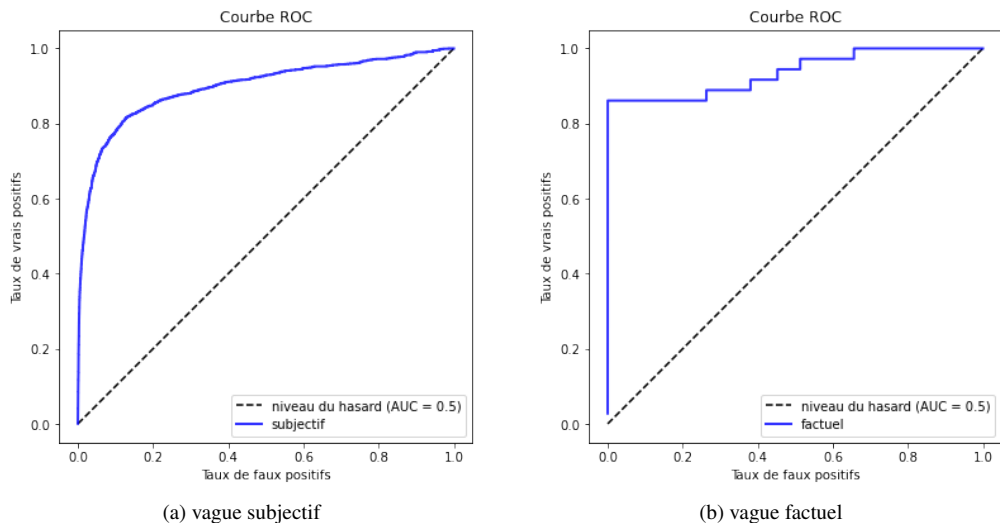 Courbe ROC
1.0
0.8
0.6
0.4
0.2
0.0
Taux de vrais positifs
0.0 0.2 0.4 0.6 0.8 1.0
Taux de faux positifs
niveau du hasard (AUC = 0.5)
subjectif
(a) vague subjectif
Courbe ROC
1.0
0.8
0.6
0.4
0.2
0.0
Taux de vrais positifs
0.0 0.2 0.4 0.6 0.8 1.0
Taux de faux positifs
niveau du hasard (AUC = 0.5)
factuel
(b) vague factuel